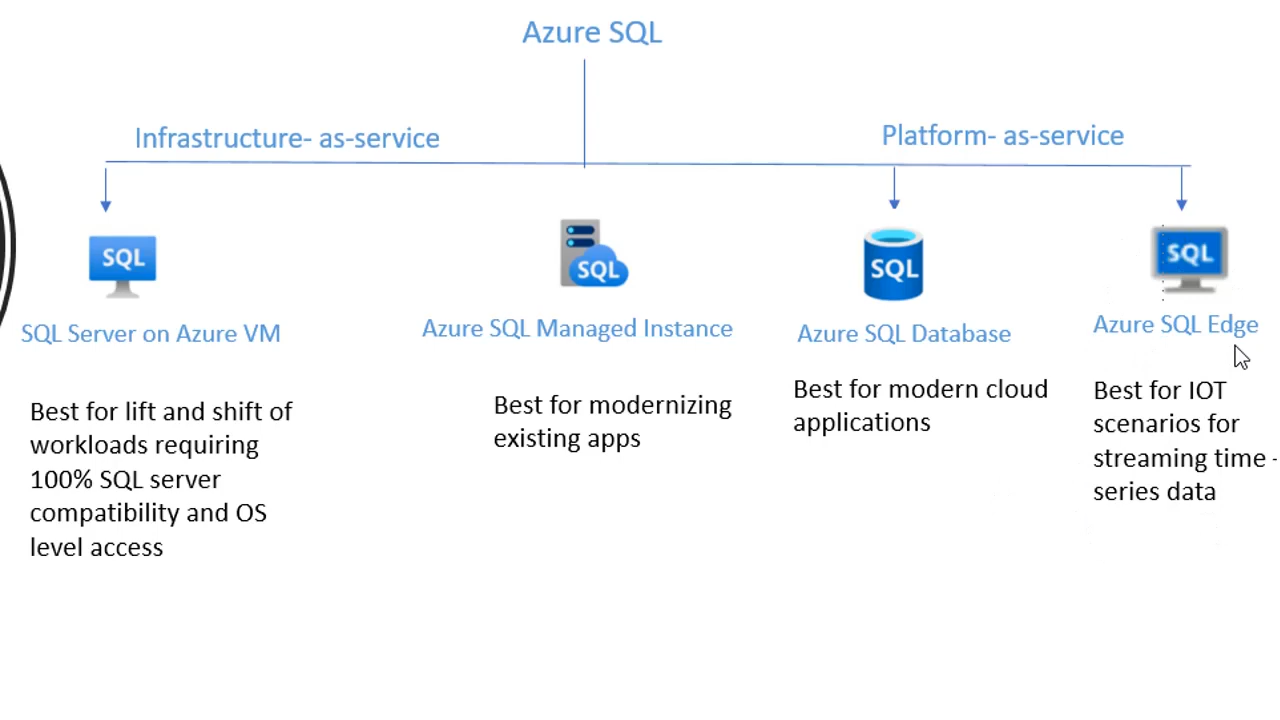 Azure SQL
Infrastructure- as-service
Platform- as-service
SQL
SQL
SQL
SQL
SQL Server on Azure VM
Azure SQL Managed Instance
Azure SQL Database
Azure SQL Edge
Best for lift and shift of
workloads requiring
100% SQL server
compatibility and OS
level access
Best for modernizing
existing apps
Best for modern cloud
applications
Best for IOT
scenarios for
streaming time -
series data